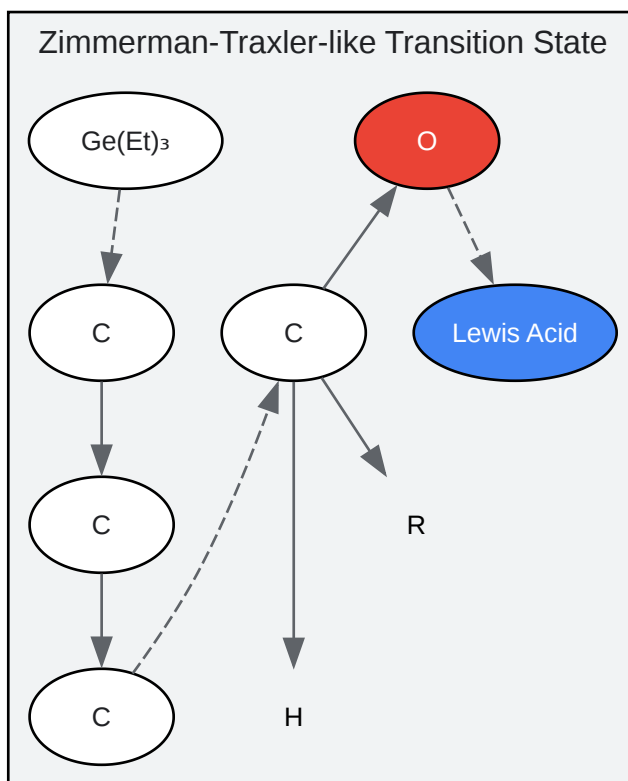 Zimmerman-Traxler-like Transition State
Ge(Et)₃
O
C
C
Lewis Acid
C
R
C
H